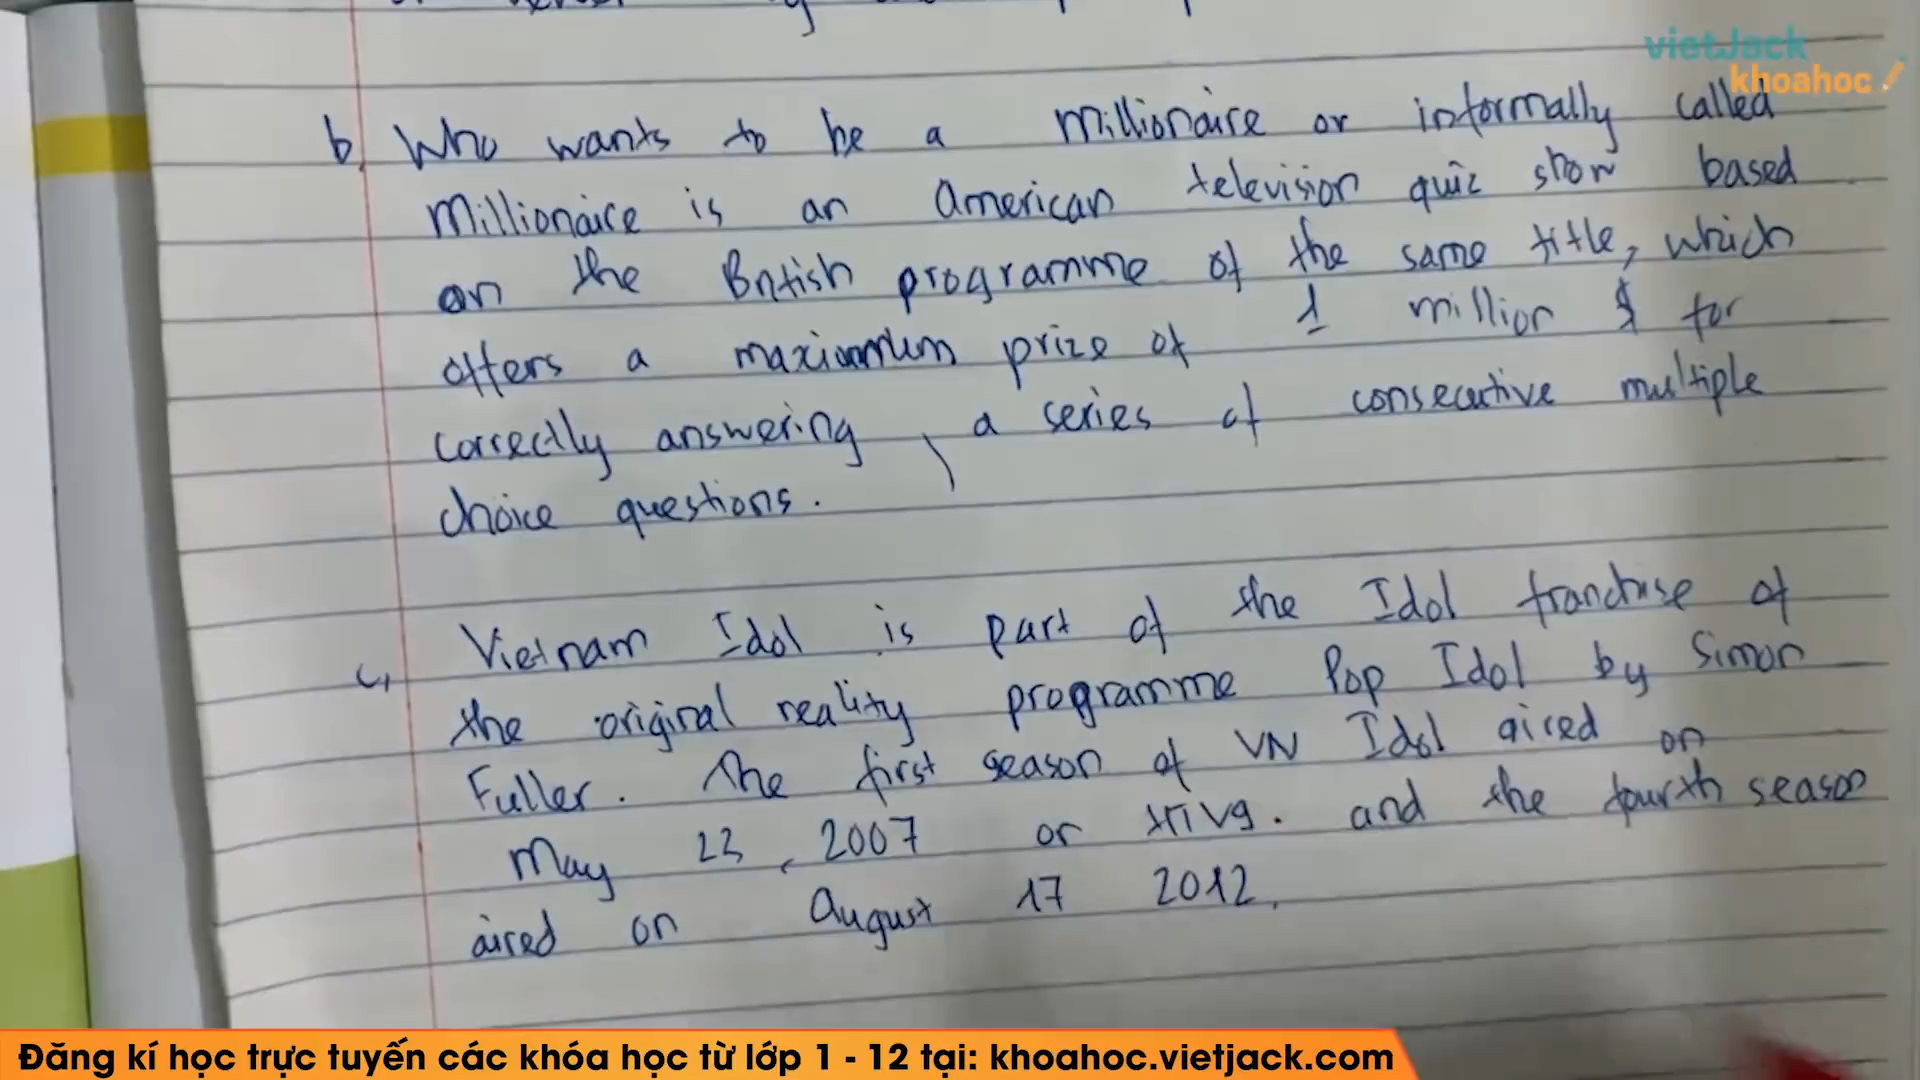 vietJack
khoahoc
b, Who wants to be a millionaire or informally called
Millionaire is an American television quiz show based
on the British programme of the same title, which
offers a maximum prize of 1 million $ for
correctly answering a series of consecutive multiple
choice questions.
c, Vietnam Idol is part of the Idol franchise of
the original reality programme Pop Idol by Simon
Fuller. The first season of VN Idol aired on
May 23, 2007 or HTV9. and the fourth season
aired on August 17 2012.
Đăng kí học trực tuyến các khóa học từ lớp 1 - 12 tại: khoahoc.vietjack.com